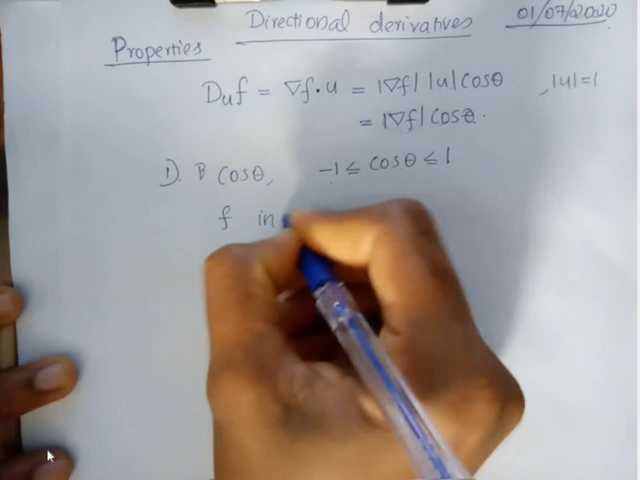 Directional derivatives 01/07/2020
Properties
Duf = ∇f·u = |∇f| |u| cosθ , |u|=1
= |∇f| cosθ.
1). B cosθ, -1 ≤ cosθ ≤ 1
f in